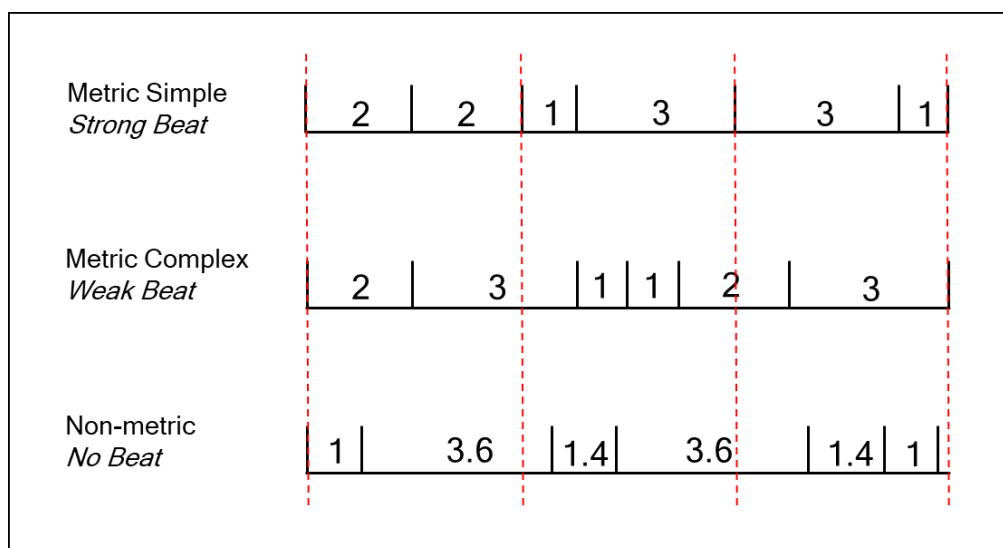 Metric Simple
Strong Beat
2 2 1 3 3 1
Metric Complex
Weak Beat
2 3 1 1 2 3
Non-metric
No Beat
1 3.6 1.4 3.6 1.4 1